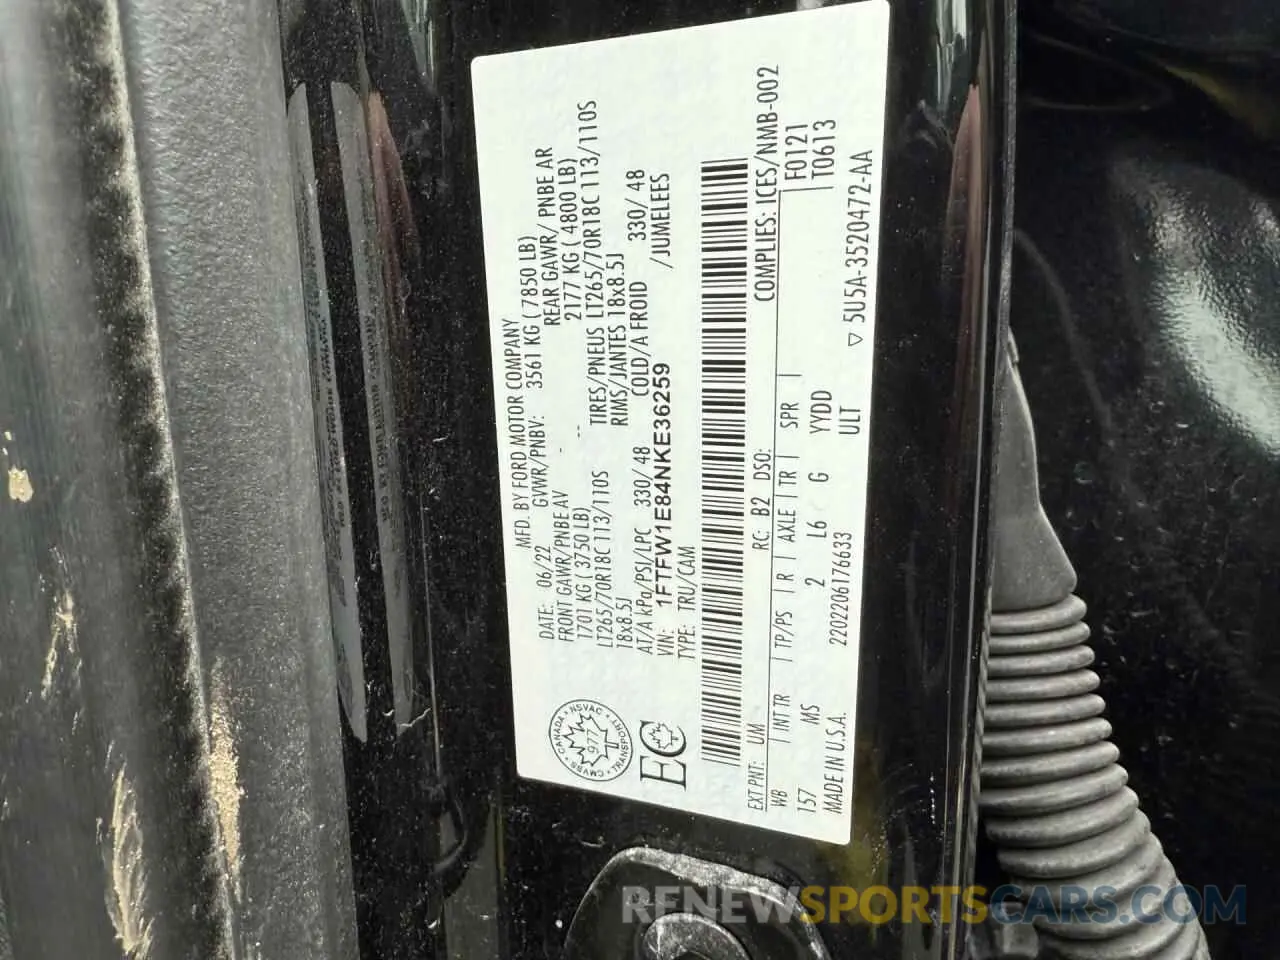 MFD. BY FORD MOTOR COMPANY
DATE: 06/22 GVWR/PNBV: 3561 KG ( 7850 LB)
FRONT GAWR/PNBE AV REAR GAWR/ PNBE AR
1701 KG ( 3750 LB) - -- 2177 KG ( 4800 LB)
LT265/70R18C 113/110S TIRES/PNEUS LT265/70R18C 113/110S
18x8.5J RIMS/JANTES 18x8.5J
AT/A kPa/PSI/LPC 330/ 48 COLD/A FROID 330/ 48
VIN: 1FTFW1E84NKE36259 /JUMELEES
TYPE: TRU/CAM
CANADA • NSVAC • TRANSPORT • CMVSS
977
T
EC
EXT PNT: UM RC: B2 DSO: COMPLIES: ICES/NMB-002
WB INT TR TP/PS R AXLE TR SPR F0121
157 MS 2 L6 G YYDD T0613
MADE IN U.S.A. 2202206176633 ULT ▽ 5U5A-3520472-AA
RENEWSPORTSCARS.COM